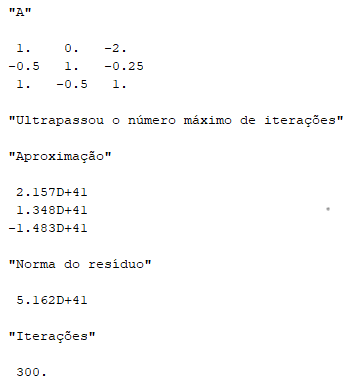 "A"
1. 0. -2.
-0.5 1. -0.25
1. -0.5 1.
"Ultrapassou o número máximo de iterações"
"Aproximação"
2.157D+41
1.348D+41
-1.483D+41
"Norma do resíduo"
5.162D+41
"Iterações"
300.